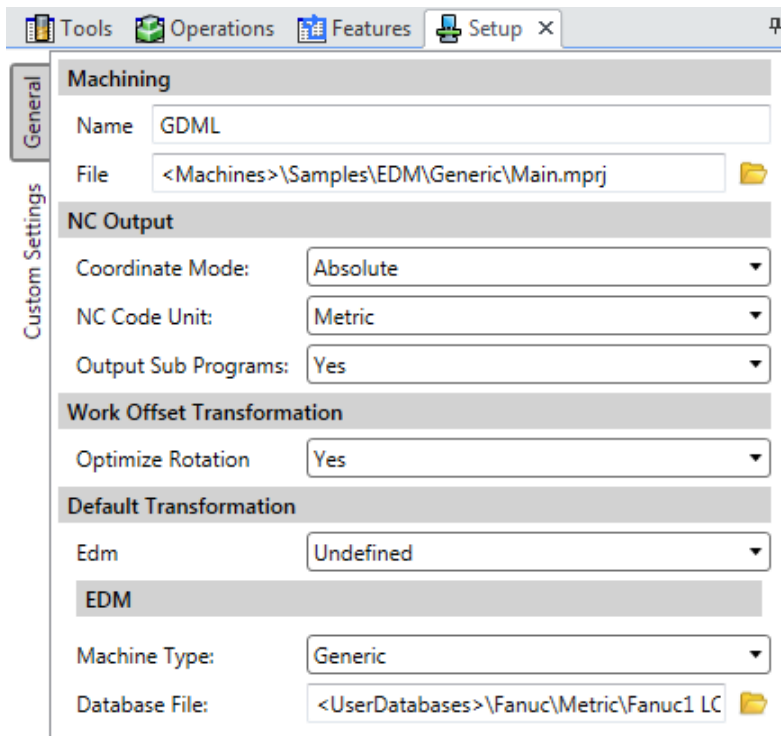 Tools Operations Features Setup
General
Custom Settings
Machining
Name GDML
File <Machines>\Samples\EDM\Generic\Main.mprj
NC Output
Coordinate Mode: Absolute
NC Code Unit: Metric
Output Sub Programs: Yes
Work Offset Transformation
Optimize Rotation Yes
Default Transformation
Edm Undefined
EDM
Machine Type: Generic
Database File: <UserDatabases>\Fanuc\Metric\Fanuc1 LC